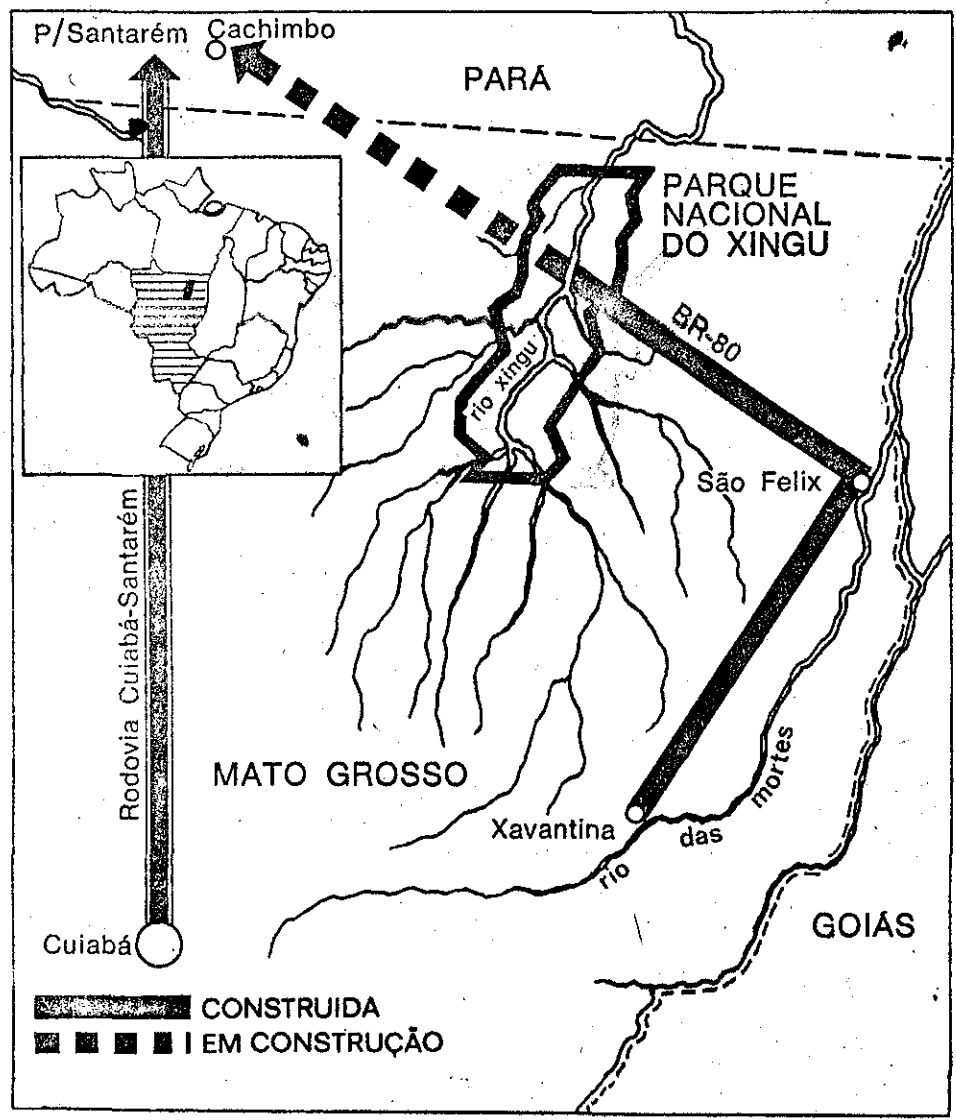 P/Santarém
Cachimbo
PARÁ
PARQUE
NACIONAL
DO XINGU
BR-80
rio xingu
São Felix
Rodovia Cuiabá-Santarém
MATO GROSSO
Xavantina
rio das mortes
GOIÁS
Cuiabá
CONSTRUIDA
EM CONSTRUÇÃO